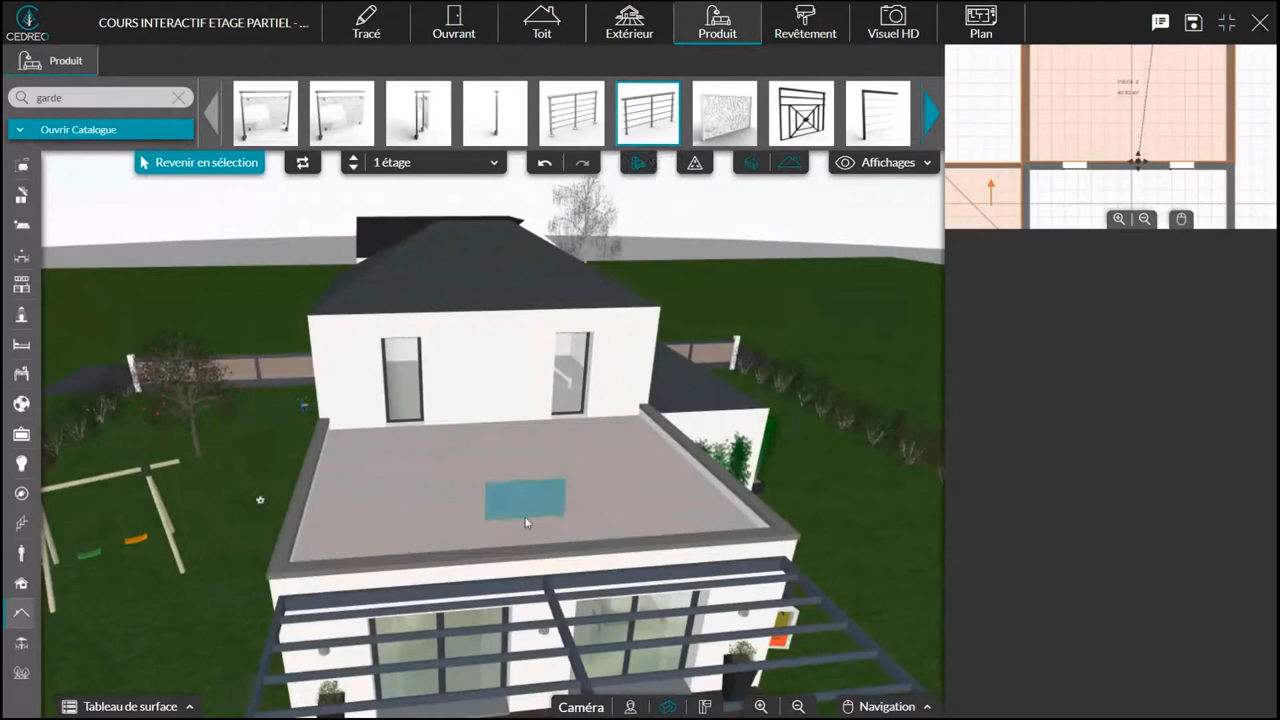 CEDREO
COURS INTERACTIF ETAGE PARTIEL - ...
Tracé
Ouvrant
Toit
Extérieur
Produit
Revêtement
Visuel HD
Plan
Produit
garde
Ouvrir Catalogue
Revenir en sélection
1 étage
Affichages
Tableau de surface
Caméra
Navigation